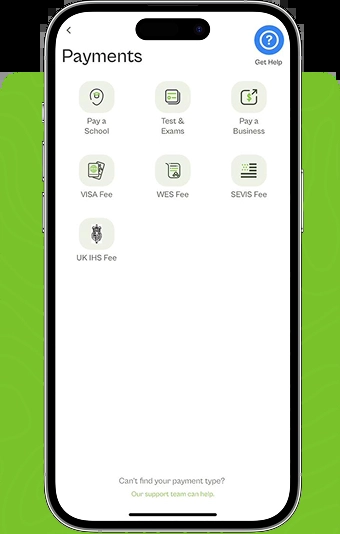 Payments
Get Help
Pay a
School
Test &
Exams
Pay a
Business
VISA Fee
WES Fee
SEVIS Fee
UK IHS Fee
Can't find your payment type?
Our support team can help.